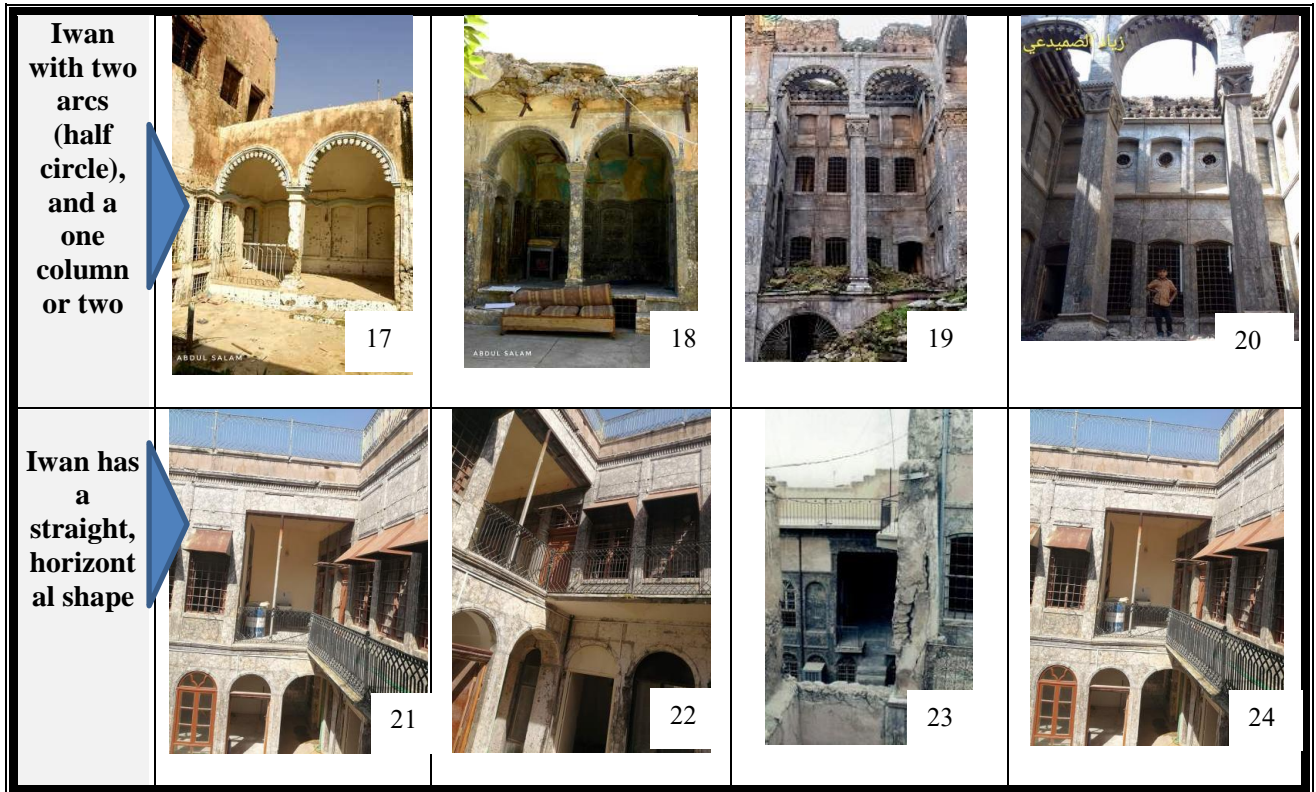 Iwan
with two
arcs
(half
circle),
and a
one
column
or two
ABDUL SALAM
17
ABDUL SALAM
18
19
زياد الصميدعي
20
Iwan has
a
straight,
horizont
al shape
21
22
23
24